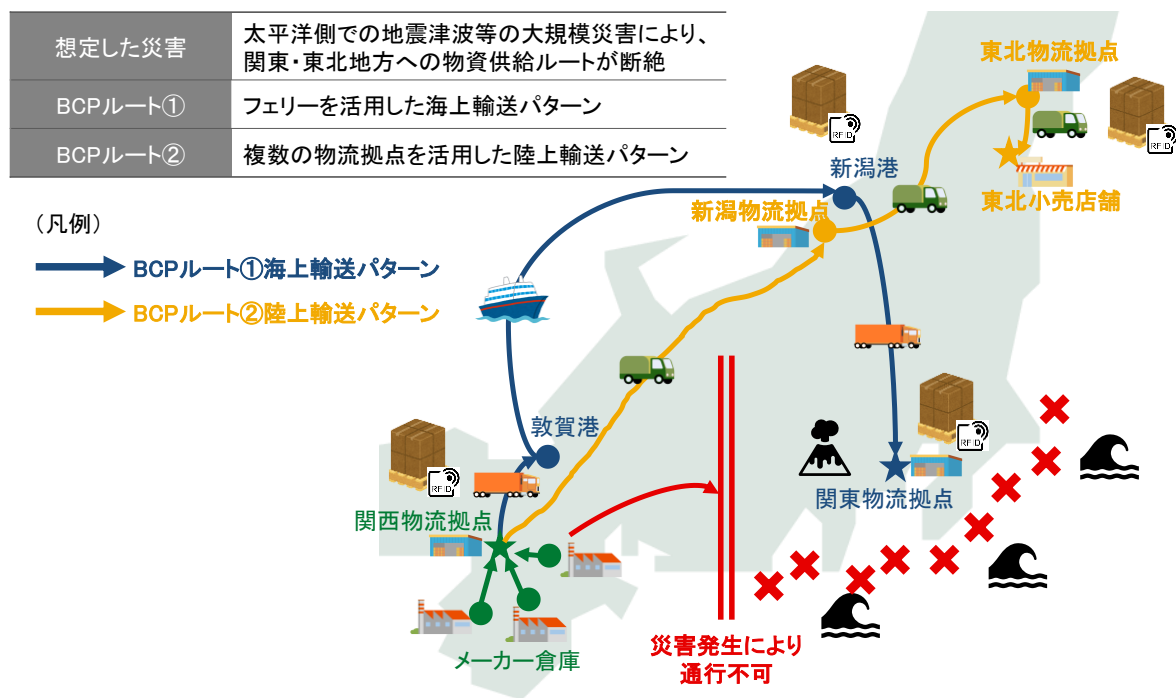 想定した災害
太平洋側での地震津波等の大規模災害により、
関東・東北地方への物資供給ルートが断絶
BCPルート①
フェリーを活用した海上輸送パターン
BCPルート②
複数の物流拠点を活用した陸上輸送パターン
(凡例)
BCPルート①海上輸送パターン
BCPルート②陸上輸送パターン
東北物流拠点
RFID
RFID
新潟港
東北小売店舗
新潟物流拠点
敦賀港
RFID
RFID
関東物流拠点
関西物流拠点
メーカー倉庫
災害発生により
通行不可